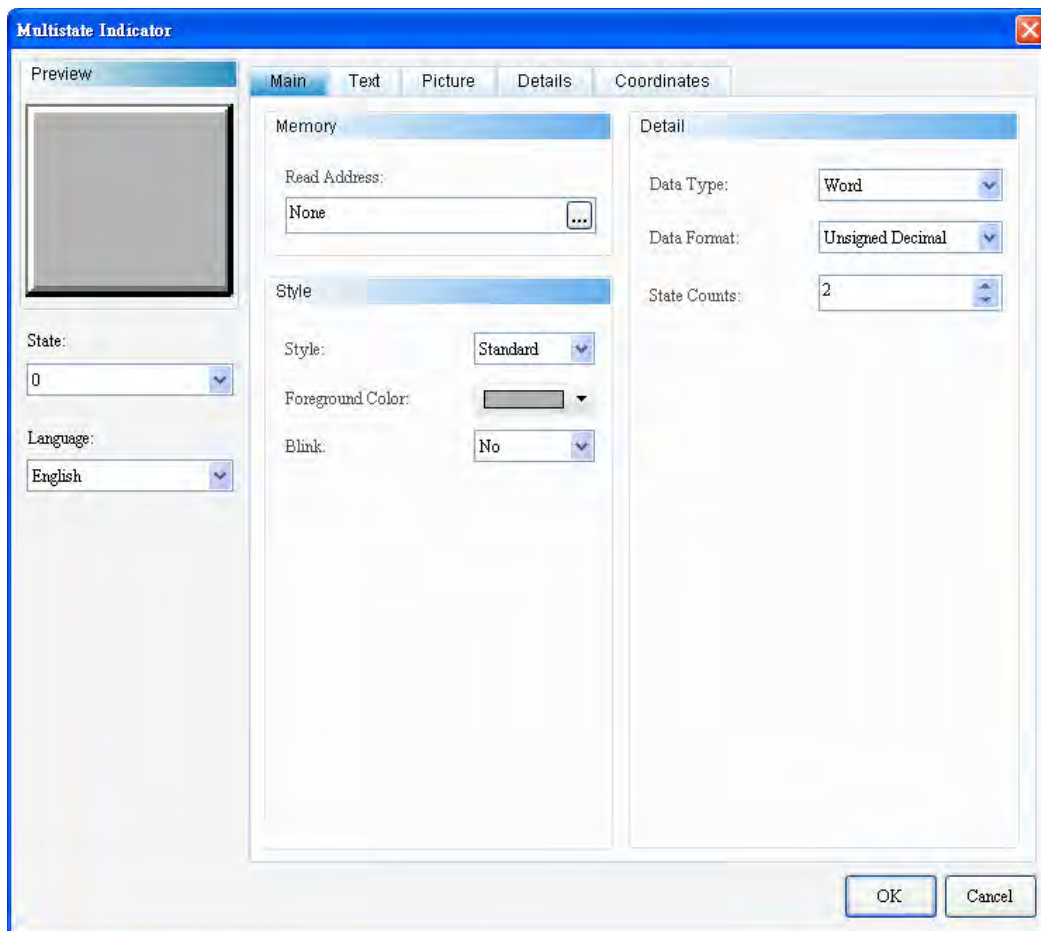 Multistate Indicator
Preview
Main Text Picture Details Coordinates
Memory
Read Address:
None
...
Style
Style: Standard
Foreground Color:
Blink: No
Detail
Data Type: Word
Data Format: Unsigned Decimal
State Counts: 2
State:
0
Language:
English
OK Cancel